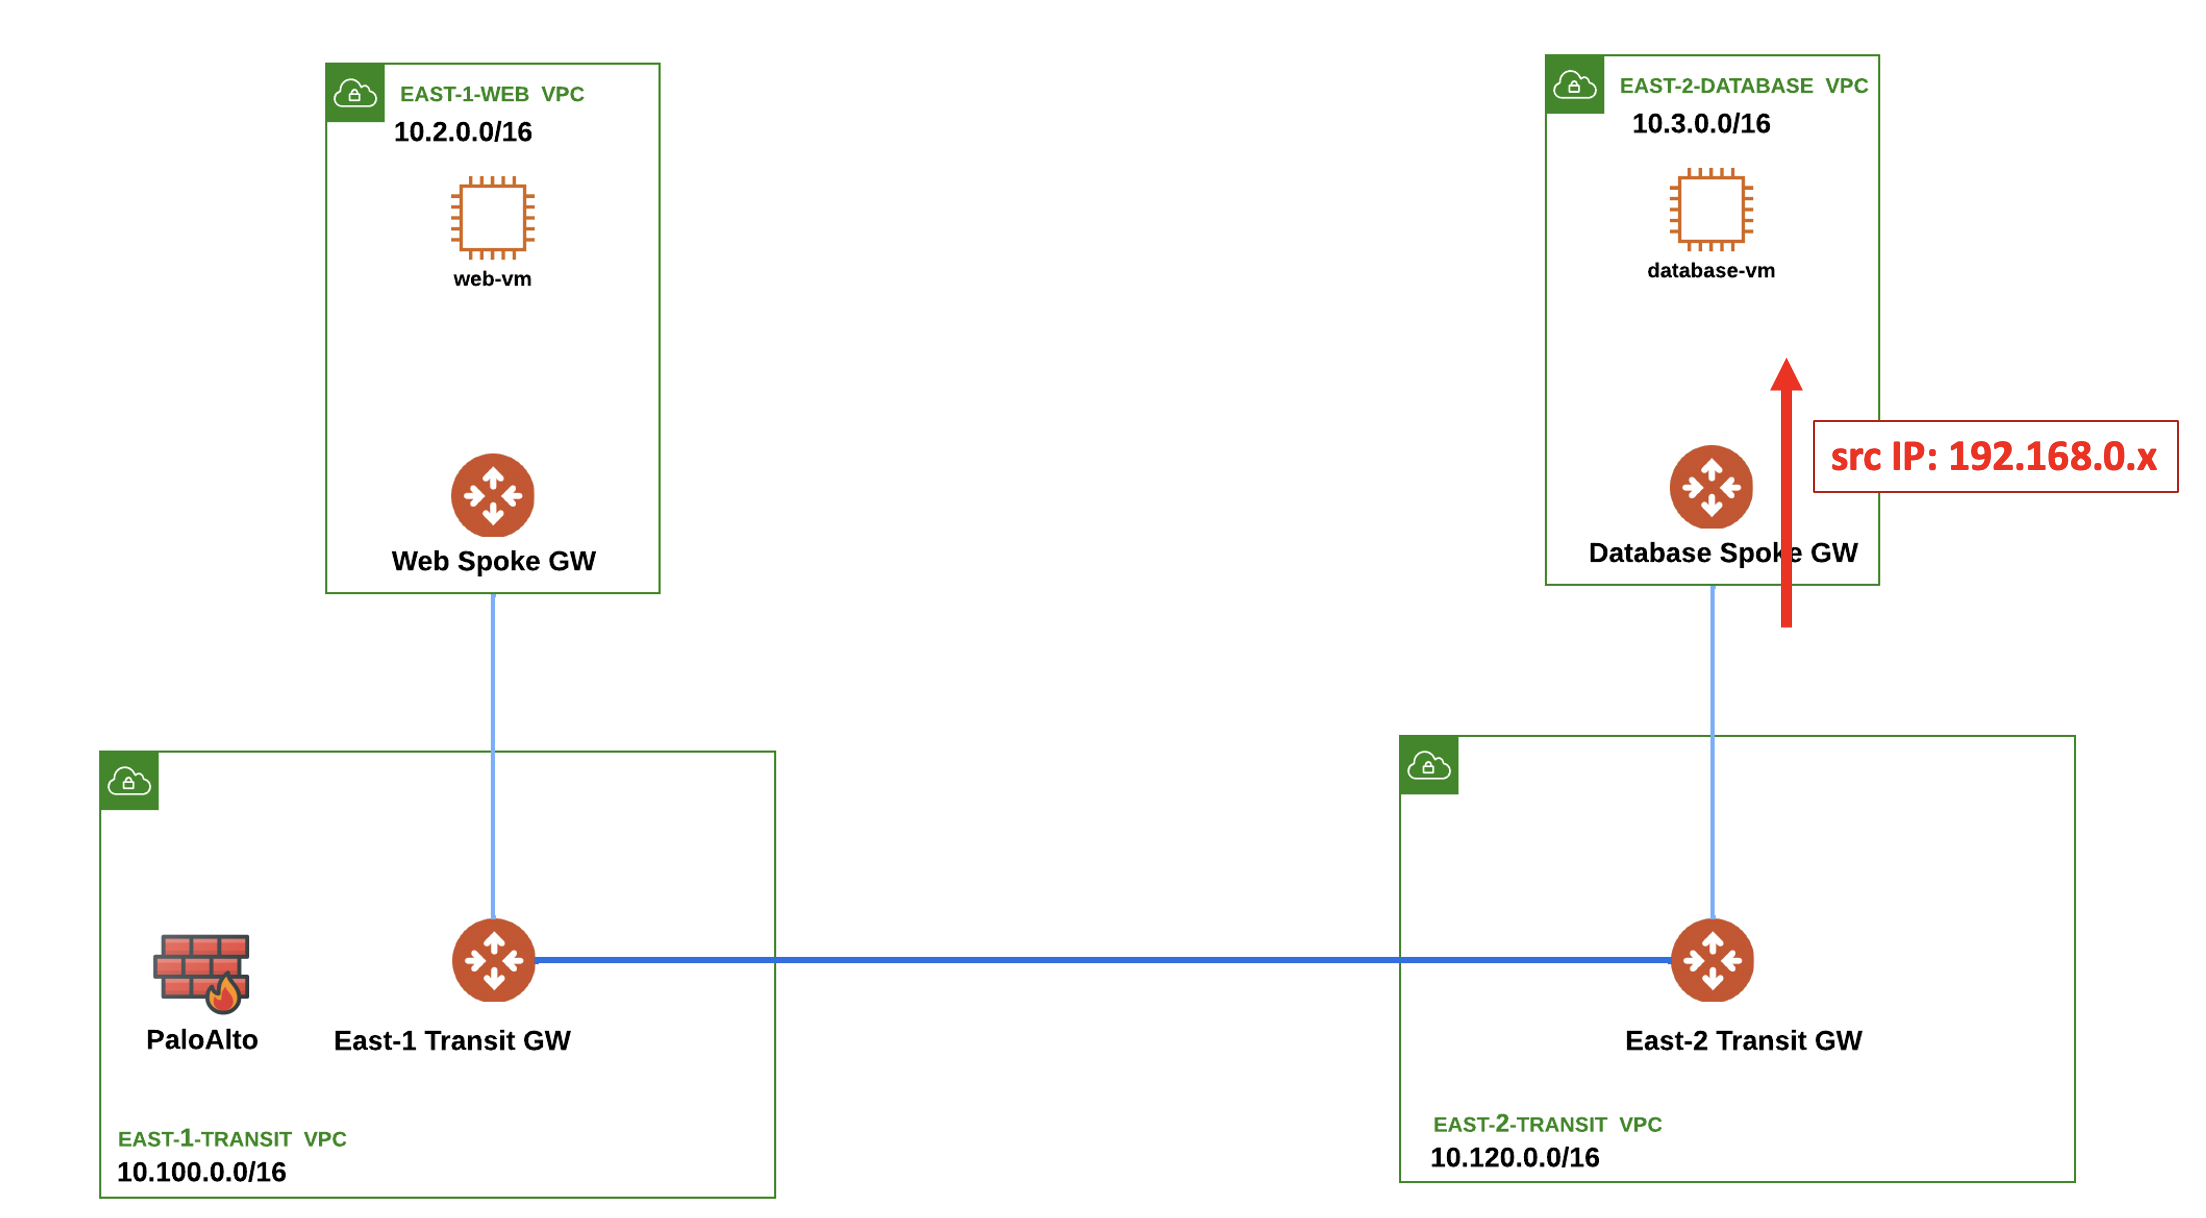 EAST-1-WEB VPC
10.2.0.0/16
web-vm
Web Spoke GW
EAST-2-DATABASE VPC
10.3.0.0/16
database-vm
src IP: 192.168.0.x
Database Spoke GW
PaloAlto
East-1 Transit GW
EAST-1-TRANSIT VPC
10.100.0.0/16
East-2 Transit GW
EAST-2-TRANSIT VPC
10.120.0.0/16